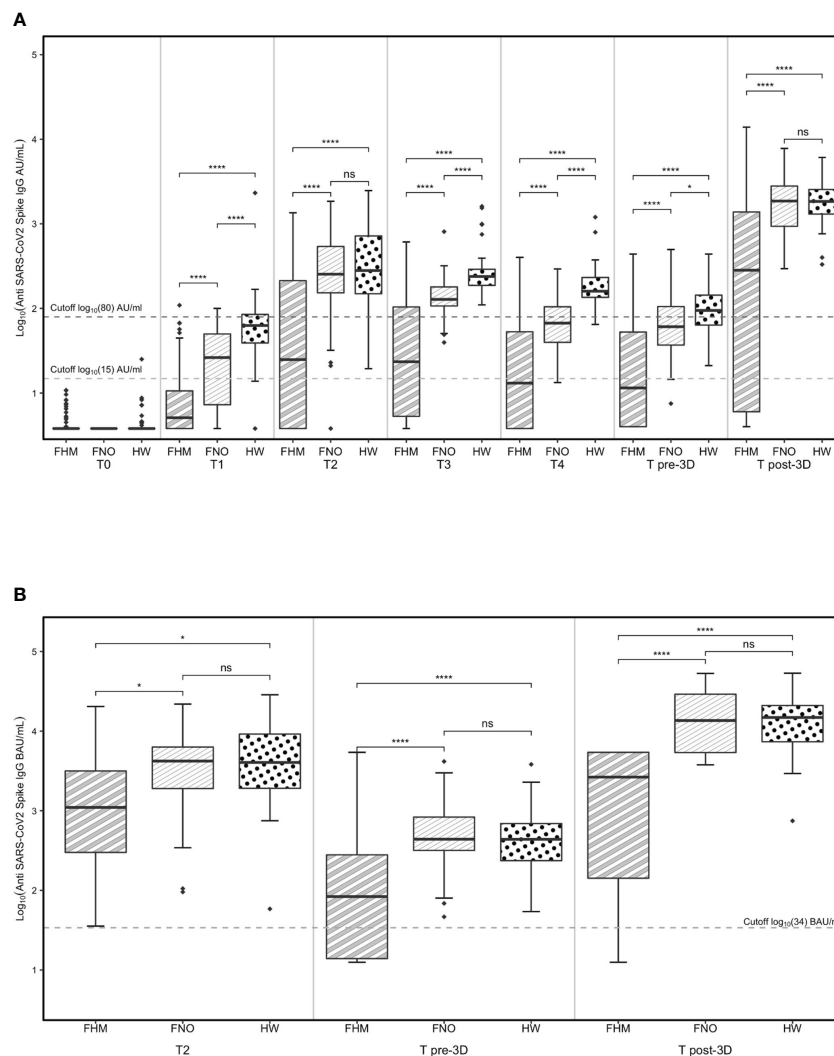 A
Log10(Anti SARS-CoV2 Spike IgG AU/mL)
5
4
3
2
1
**** **** ****
**** **** ns
**** **** ****
**** **** ****
**** **** *
**** **** ns
Cutoff log10(80) AU/ml
Cutoff log10(15) AU/ml
FHM FNO HW FHM FNO HW FHM FNO HW FHM FNO HW FHM FNO HW FHM FNO HW FHM FNO HW
T0 T1 T2 T3 T4 T pre-3D T post-3D
B
Log10(Anti SARS-CoV2 Spike IgG BAU/mL)
5
4
3
2
1
* * ns
**** **** ns
**** **** ns
Cutoff log10(34) BAU/m
FHM FNO HW FHM FNO HW FHM FNO HW
T2 T pre-3D T post-3D